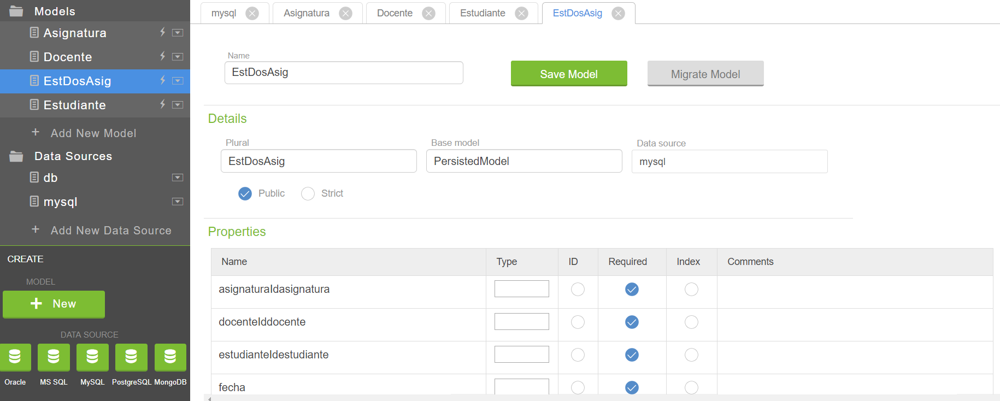 Models
Asignatura
Docente
EstDosAsig
Estudiante
+ Add New Model
Data Sources
db
mysql
+ Add New Data Source
CREATE
MODEL
+ New
DATA SOURCE
Oracle MS SQL MySQL PostgreSQL MongoDB
mysql Asignatura Docente Estudiante EstDosAsig
Name
EstDosAsig
Save Model Migrate Model
Details
Plural Base model Data source
EstDosAsig PersistedModel mysql
Public Strict
Properties
Name Type ID Required Index Comments
asignaturaIdasignatura
docenteIddocente
estudianteIdestudiante
fecha